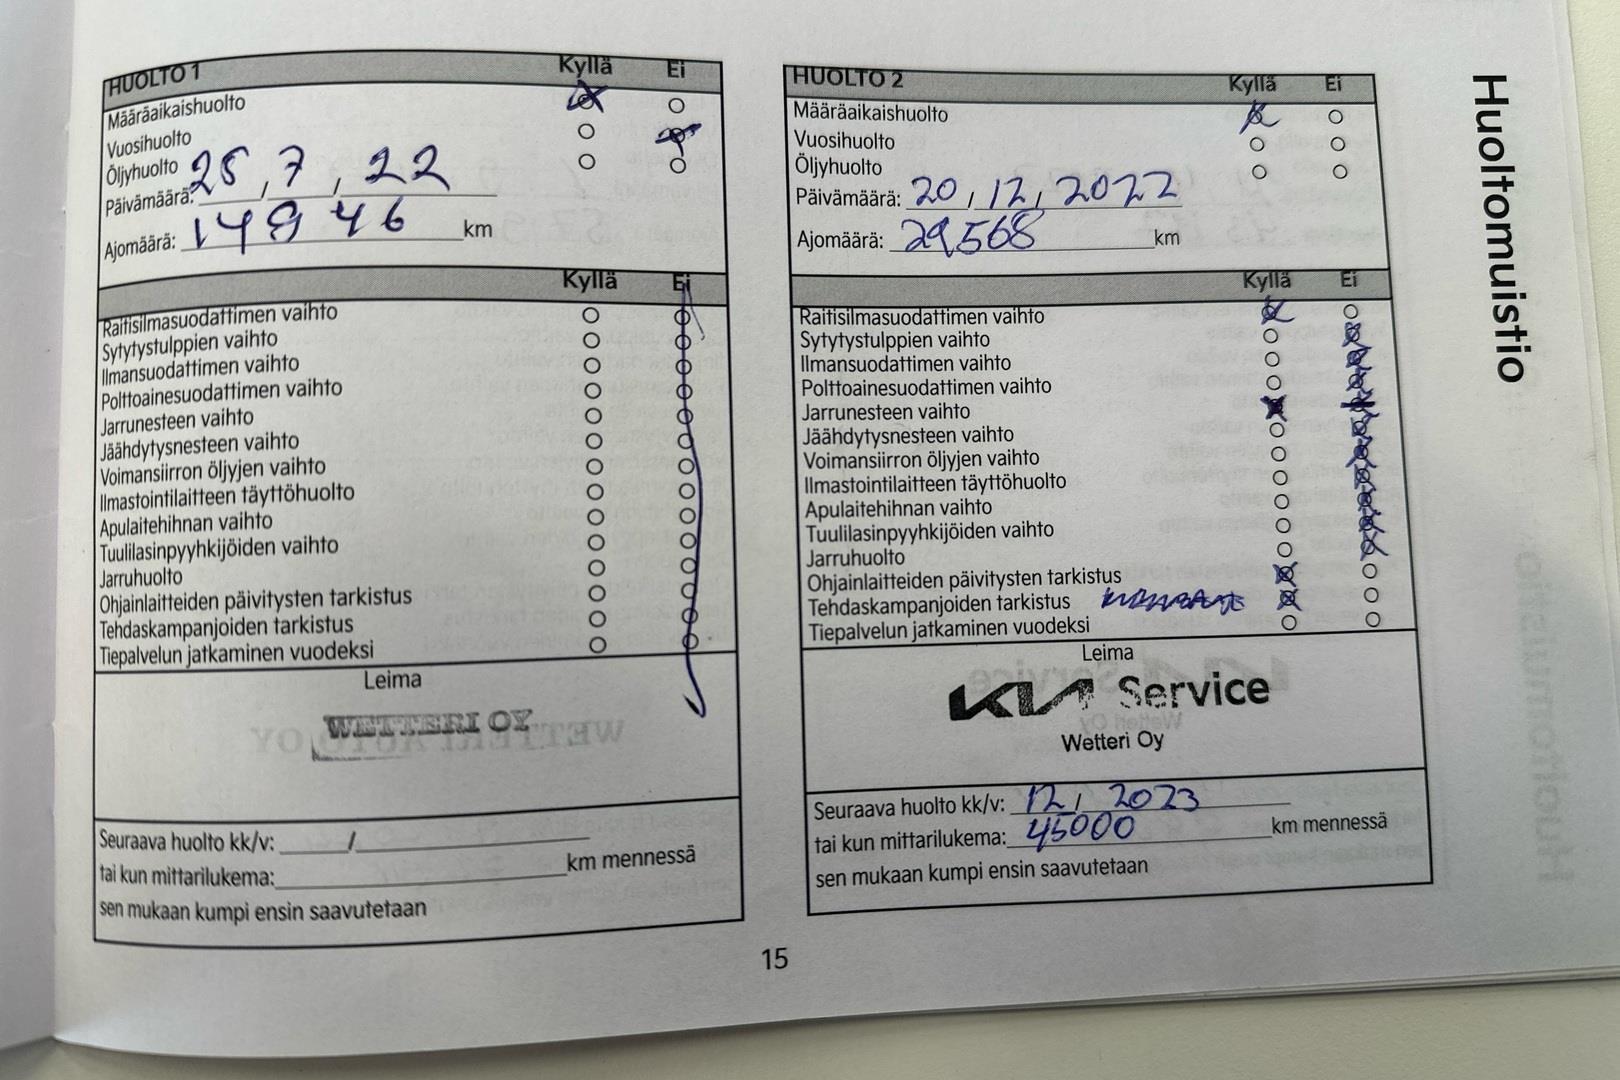 HUOLTO 1 Kyllä Ei
Määräaikaishuolto
Vuosihuolto
Öljyhuolto
Päivämäärä: 25, 7, 22
Ajomäärä: 14946 km
Kyllä Ei
Raitisilmasuodattimen vaihto
Sytytystulppien vaihto
Ilmansuodattimen vaihto
Polttoainesuodattimen vaihto
Jarrunesteen vaihto
Jäähdytysnesteen vaihto
Voimansiirron öljyjen vaihto
Ilmastointilaitteen täyttöhuolto
Apulaitehihnan vaihto
Tuulilasinpyyhkijöiden vaihto
Jarruhuolto
Ohjainlaitteiden päivitysten tarkistus
Tehdaskampanjoiden tarkistus
Tiepalvelun jatkaminen vuodeksi
Leima
WETTERI OY
Seuraava huolto kk/v: /
tai kun mittarilukema: km mennessä
sen mukaan kumpi ensin saavutetaan
HUOLTO 2 Kyllä Ei
Määräaikaishuolto
Vuosihuolto
Öljyhuolto
Päivämäärä: 20, 12, 2022
Ajomäärä: 29568 km
Kyllä Ei
Raitisilmasuodattimen vaihto
Sytytystulppien vaihto
Ilmansuodattimen vaihto
Polttoainesuodattimen vaihto
Jarrunesteen vaihto
Jäähdytysnesteen vaihto
Voimansiirron öljyjen vaihto
Ilmastointilaitteen täyttöhuolto
Apulaitehihnan vaihto
Tuulilasinpyyhkijöiden vaihto
Jarruhuolto
Ohjainlaitteiden päivitysten tarkistus
Tehdaskampanjoiden tarkistus
Tiepalvelun jatkaminen vuodeksi
Leima
KIA Service
Wetteri Oy
Seuraava huolto kk/v: 12, 2023
tai kun mittarilukema: 45000 km mennessä
sen mukaan kumpi ensin saavutetaan
Huoltomuistio
15